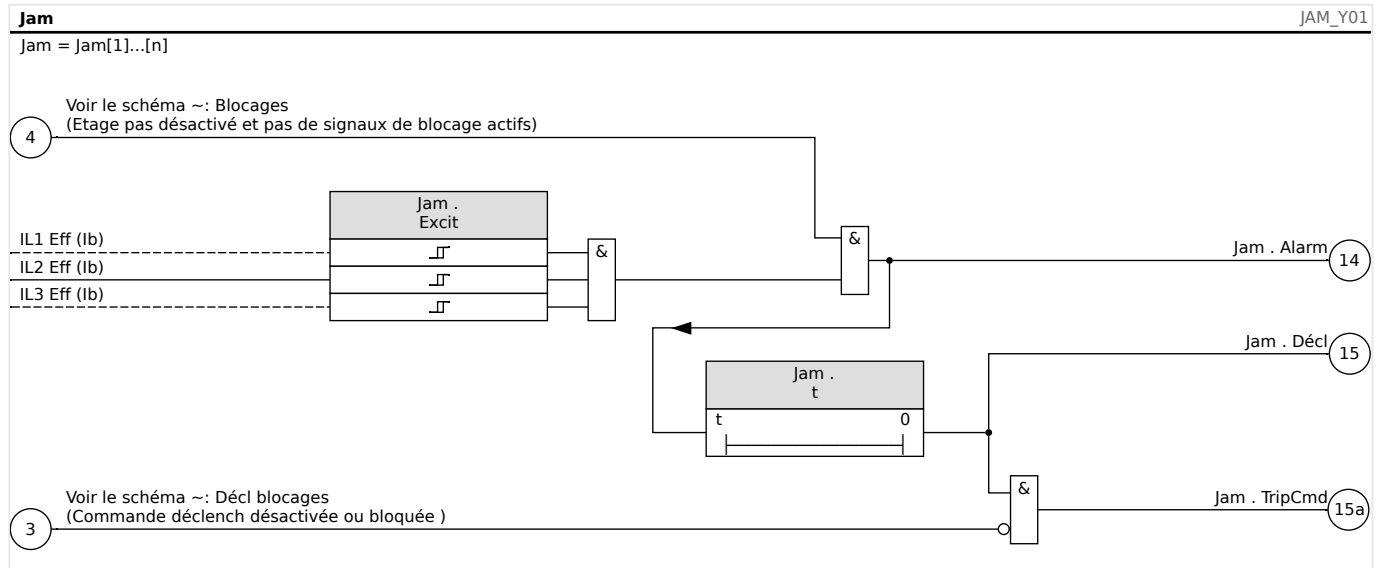 Jam
JAM_Y01
Jam = Jam[1]...[n]
Voir le schéma ~: Blocages
(Etage pas désactivé et pas de signaux de blocage actifs)
4
Jam .
Excit
IL1 Eff (Ib)
IL2 Eff (Ib)
IL3 Eff (Ib)
&
&
Jam . Alarm
14
Jam . Décl
15
Jam .
t
t 0
Voir le schéma ~: Décl blocages
(Commande déclench désactivée ou bloquée )
3
&
Jam . TripCmd
15a